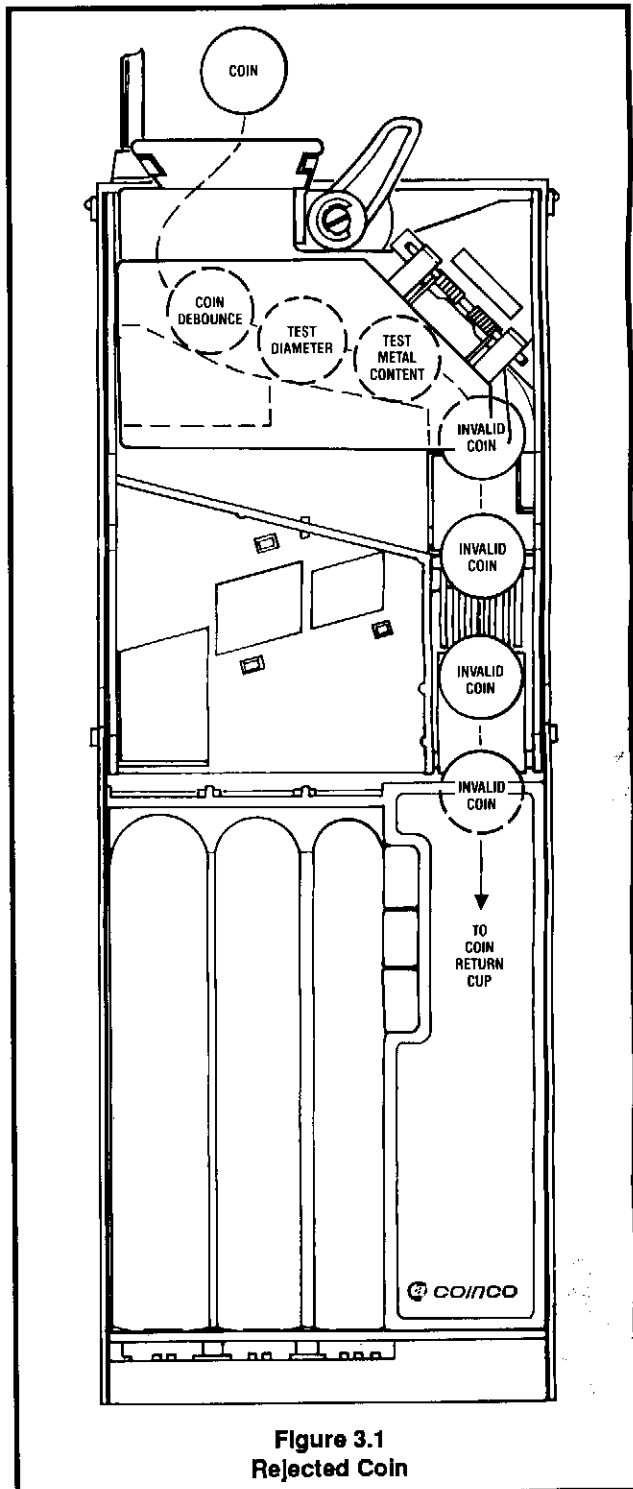 COIN
COIN
DEBOUNCE
TEST
DIAMETER
TEST
METAL
CONTENT
INVALID
COIN
INVALID
COIN
INVALID
COIN
INVALID
COIN
TO
COIN
RETURN
CUP
COINCO
Figure 3.1
Rejected Coin